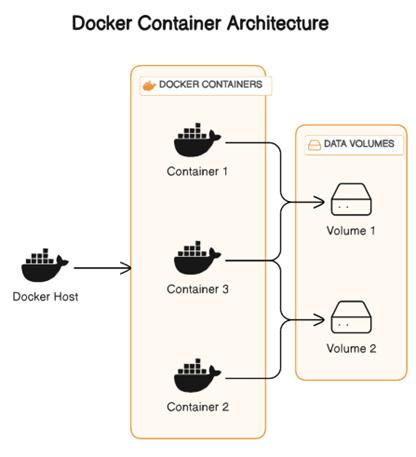 Docker Container Architecture
DOCKER CONTAINERS
Container 1
DATA VOLUMES
Volume 1
Docker Host
Container 3
Volume 2
Container 2